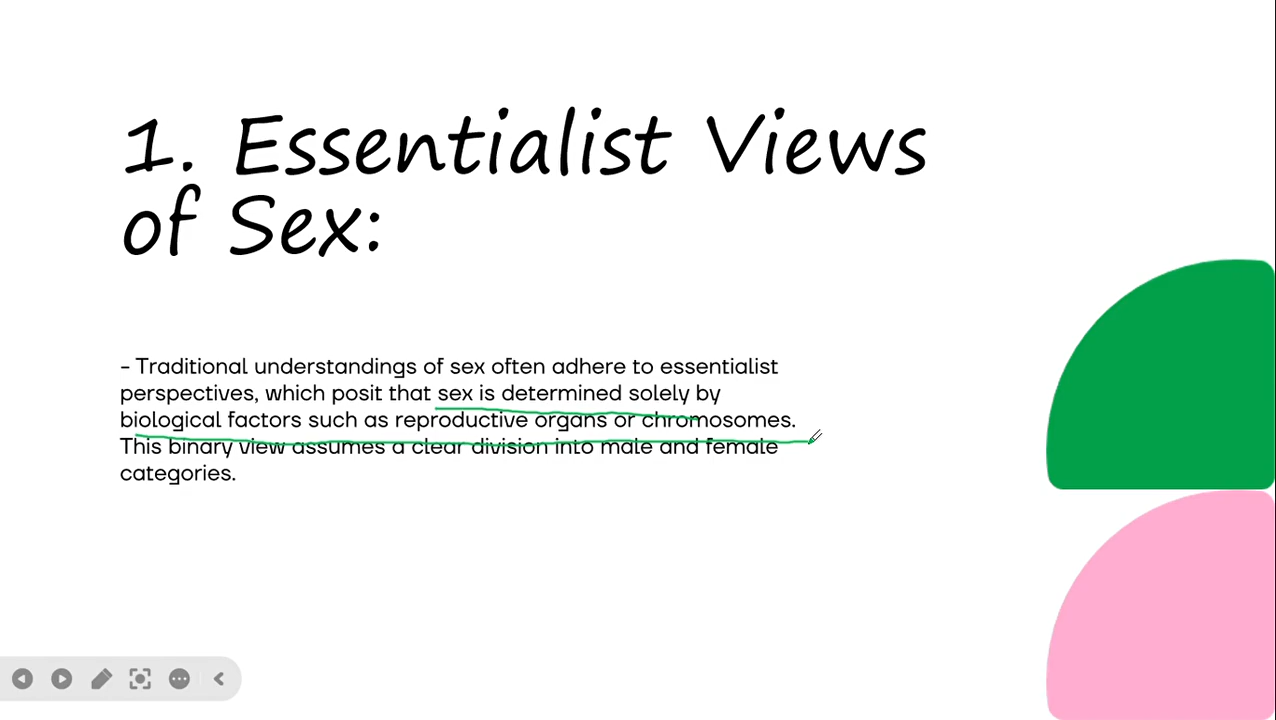 1. Essentialist Views
of Sex:
- Traditional understandings of sex often adhere to essentialist
perspectives, which posit that sex is determined solely by
biological factors such as reproductive organs or chromosomes.
This binary view assumes a clear division into male and female
categories.